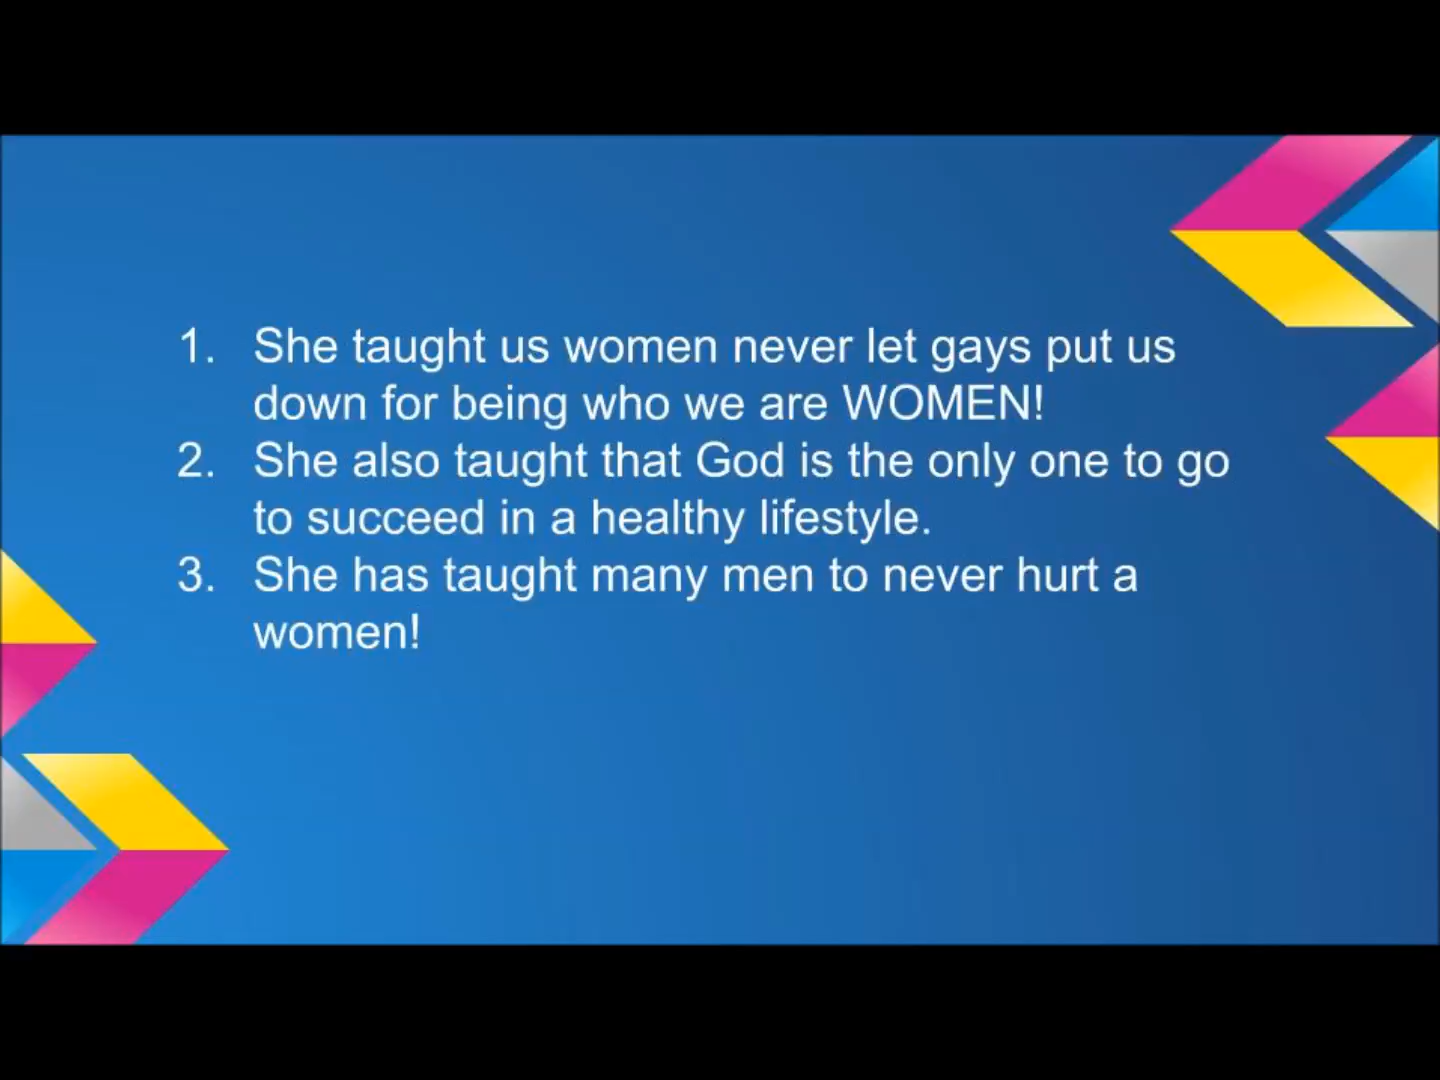 1. She taught us women never let gays put us
down for being who we are WOMEN!
2. She also taught that God is the only one to go
to succeed in a healthy lifestyle.
3. She has taught many men to never hurt a
women!